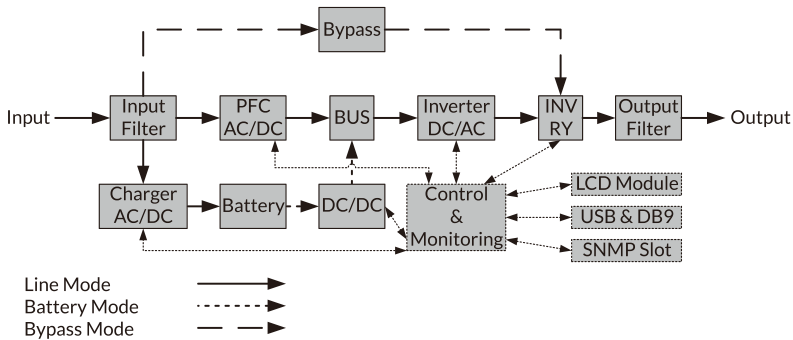 Bypass
Input
Input
Filter
PFC
AC/DC
BUS
Inverter
DC/AC
INV
RY
Output
Filter
Output
Charger
AC/DC
Battery
DC/DC
Control
&
Monitoring
LCD Module
USB & DB9
SNMP Slot
Line Mode
Battery Mode
Bypass Mode